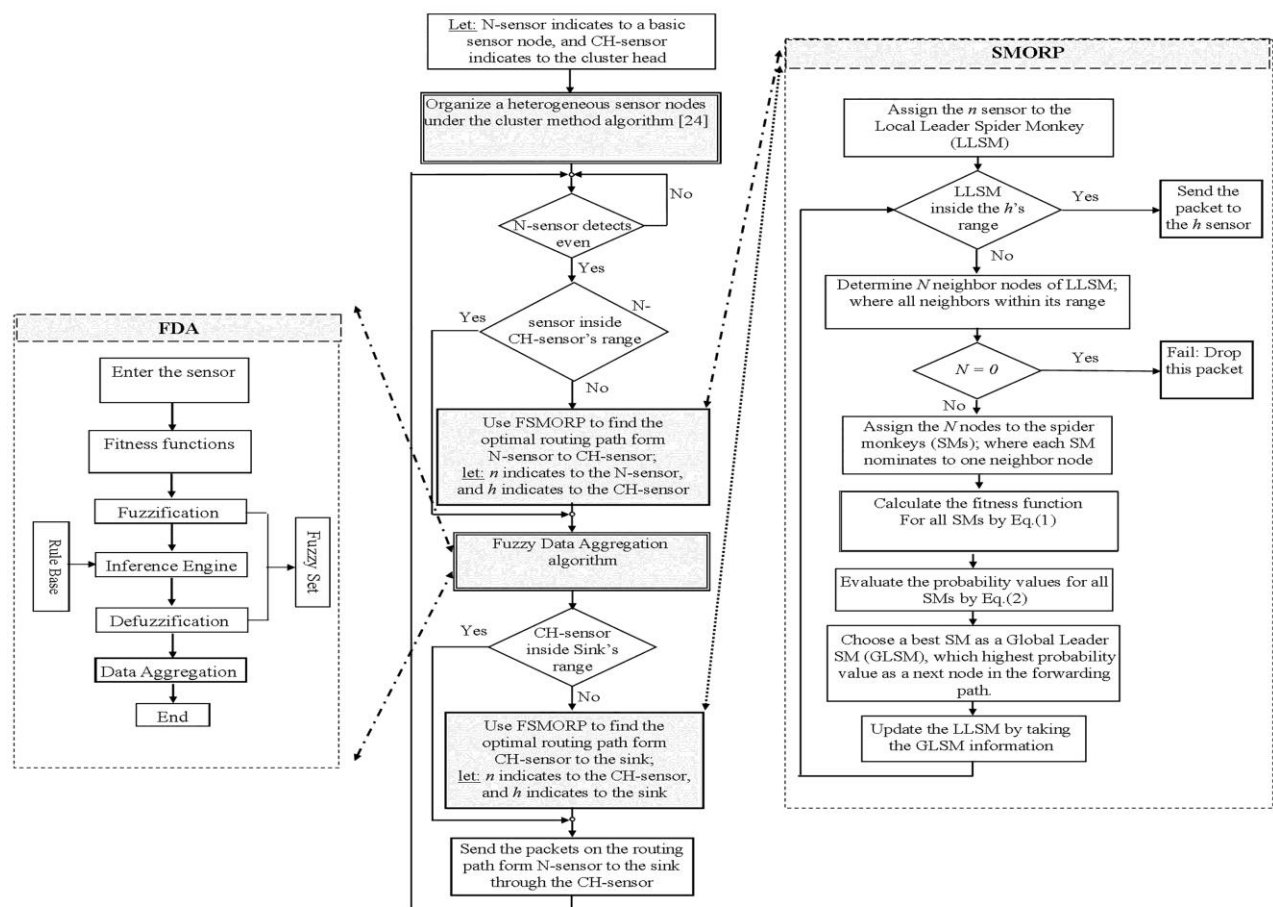 Let: N-sensor indicates to a basic
sensor node, and CH-sensor
indicates to the cluster head
Organize a heterogeneous sensor nodes
under the cluster method algorithm [24]
No
N-sensor detects
even
Yes
N-
sensor inside
CH-sensor's range
Yes
No
Use FSMORP to find the
optimal routing path form
N-sensor to CH-sensor;
let: n indicates to the N-sensor,
and h indicates to the CH-sensor
Fuzzy Data Aggregation
algorithm
Yes
CH-sensor
inside Sink's
range
No
Use FSMORP to find the
optimal routing path form
CH-sensor to the sink;
let: n indicates to the CH-sensor,
and h indicates to the sink
Send the packets on the routing
path form N-sensor to the sink
through the CH-sensor
FDA
Enter the sensor
Fitness functions
Fuzzification
Rule Base
Inference Engine
Fuzzy Set
Defuzzification
Data Aggregation
End
SMORP
Assign the n sensor to the
Local Leader Spider Monkey
(LLSM)
LLSM
inside the h's
range
Yes
Send the
packet to
the h sensor
No
Determine N neighbor nodes of LLSM;
where all neighbors within its range
N = 0
Yes
Fail: Drop
this packet
No
Assign the N nodes to the spider
monkeys (SMs); where each SM
nominates to one neighbor node
Calculate the fitness function
For all SMs by Eq.(1)
Evaluate the probability values for all
SMs by Eq.(2)
Choose a best SM as a Global Leader
SM (GLSM), which highest probability
value as a next node in the forwarding
path.
Update the LLSM by taking
the GLSM information